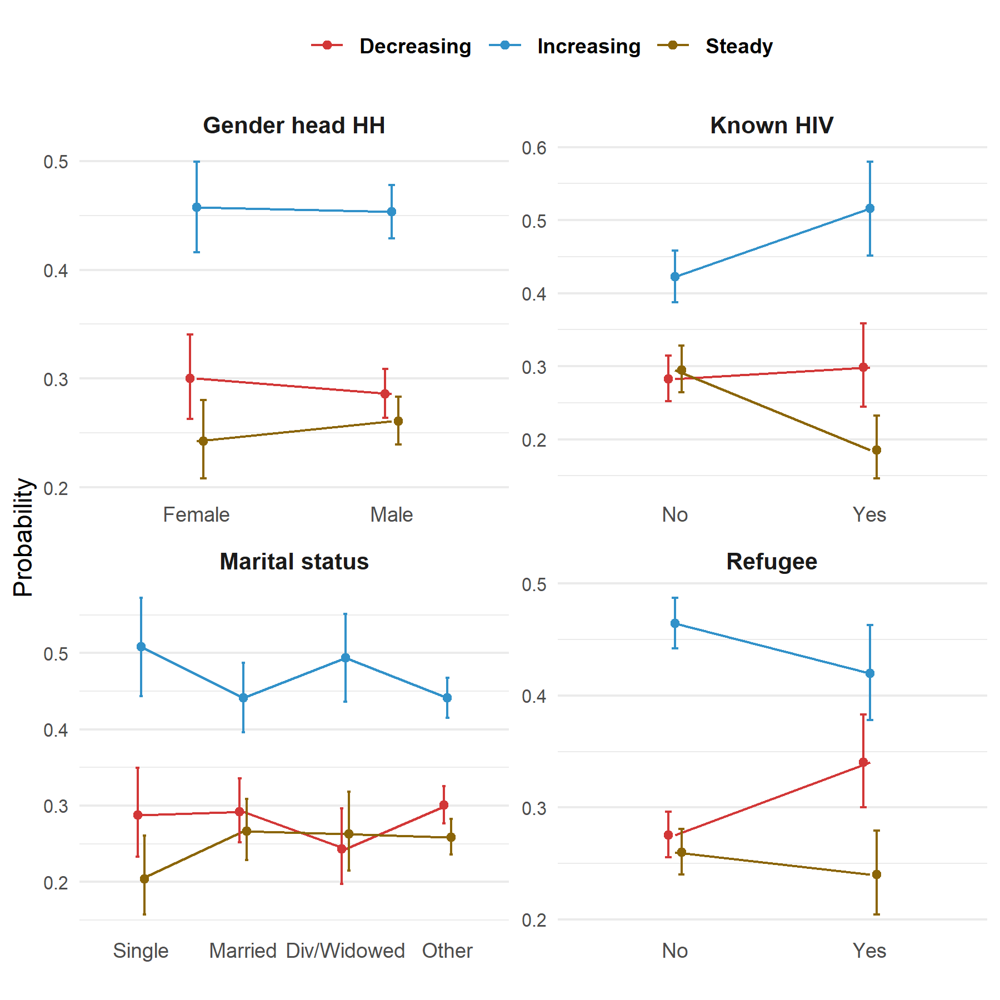 Decreasing Increasing Steady
Gender head HH
0.5
0.4
0.3
0.2
Female Male
Known HIV
0.6
0.5
0.4
0.3
0.2
No Yes
Probability
Marital status
0.5
0.4
0.3
0.2
Single Married Div/Widowed Other
Refugee
0.5
0.4
0.3
0.2
No Yes